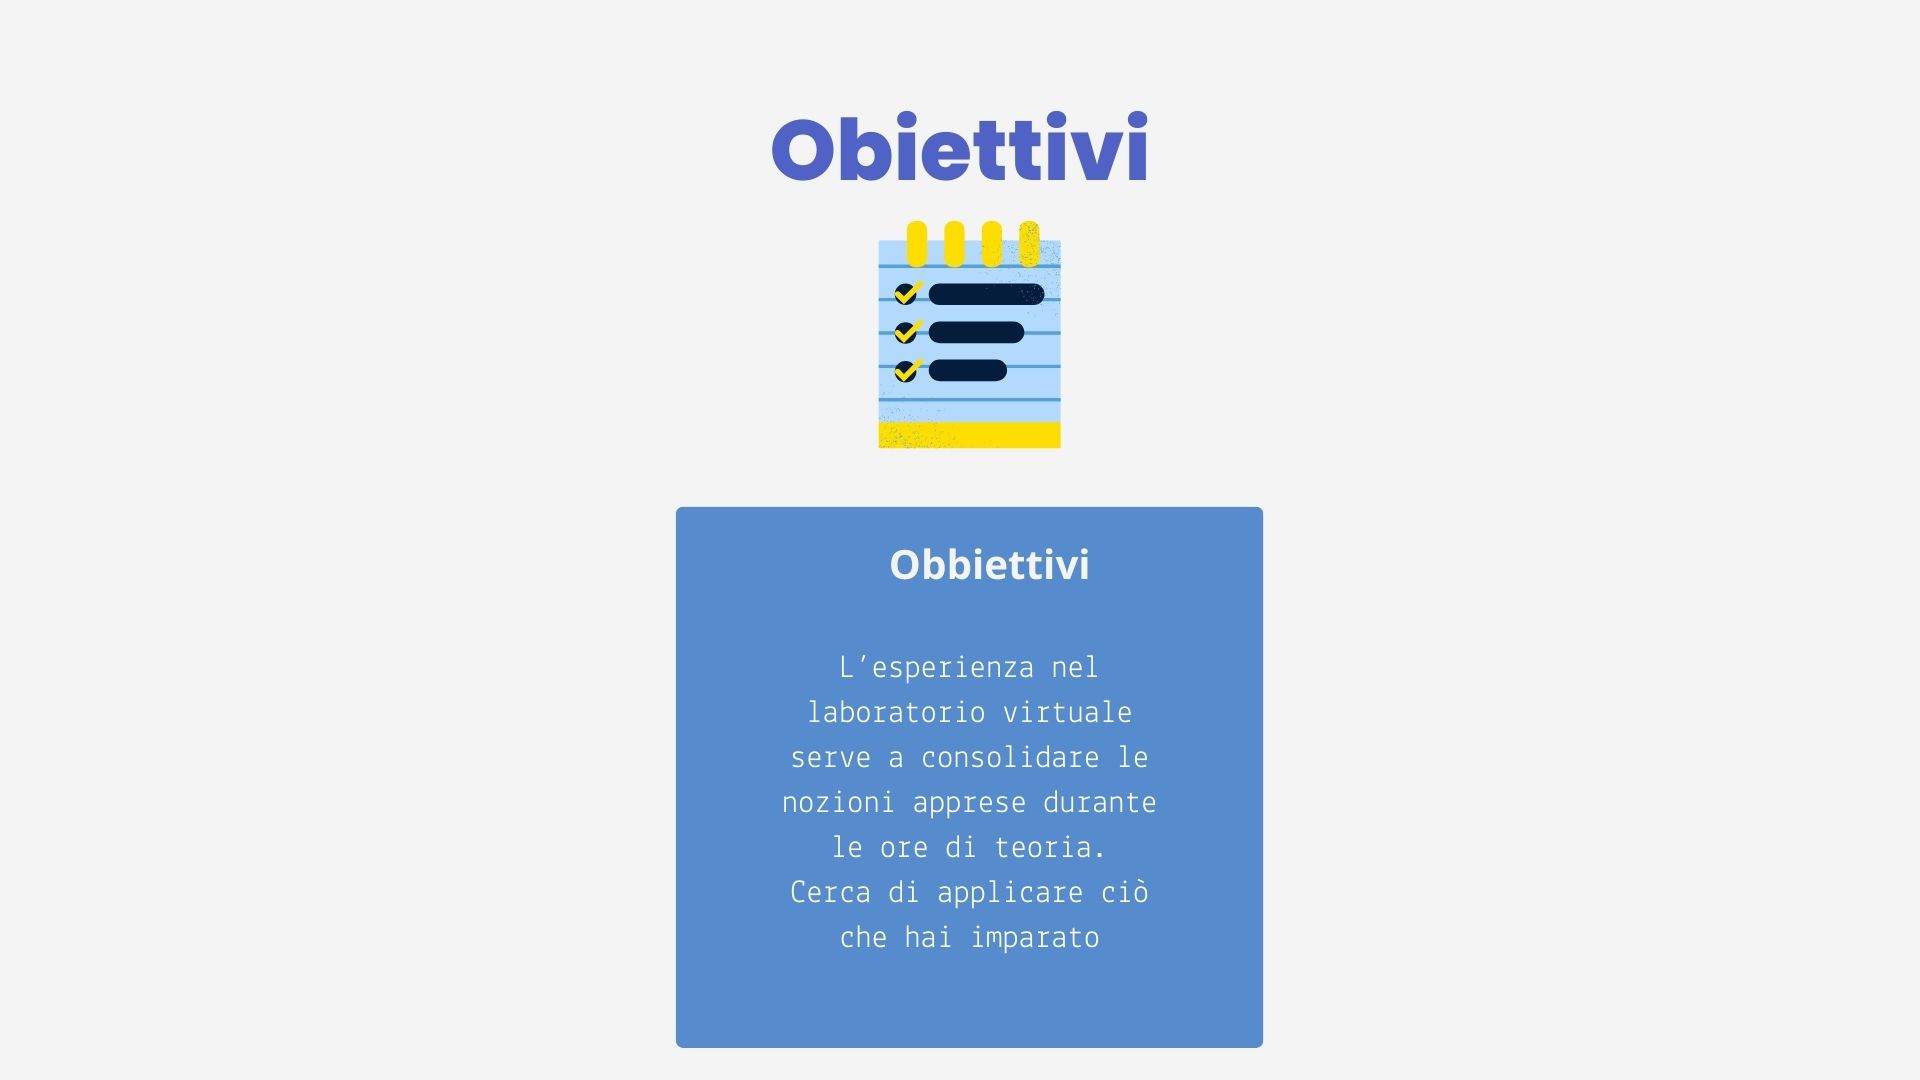 Obiettivi
Obbiettivi
L’esperienza nel
laboratorio virtuale
serve a consolidare le
nozioni apprese durante
le ore di teoria.
Cerca di applicare ciò
che hai imparato